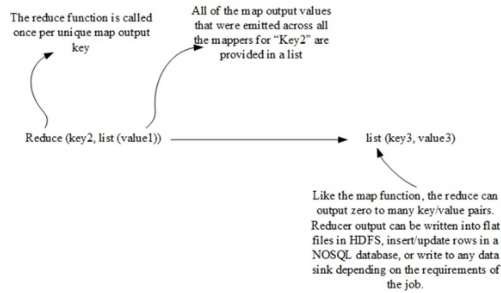 The reduce function is called
once per unique map output
key
All of the map output values
that were emitted across all
the mappers for “Key2” are
provided in a list
Reduce (key2, list (value1))
list (key3, value3)
Like the map function, the reduce can
output zero to many key/value pairs.
Reducer output can be written into flat
files in HDFS, insert/update rows in a
NOSQL database, or write to any data
sink depending on the requirements of
the job.